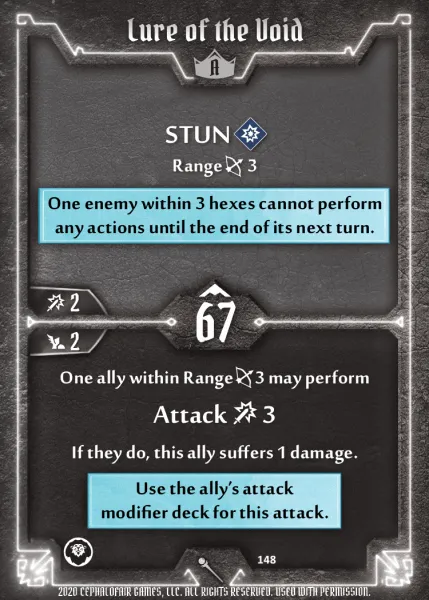 Lure of the Void
A
STUN
Range 3
One enemy within 3 hexes cannot perform
any actions until the end of its next turn.
2
67
2
One ally within Range 3 may perform
Attack 3
If they do, this ally suffers 1 damage.
Use the ally's attack
modifier deck for this attack.
148
2020 CEPHALOFAIR GAMES, LLC. ALL RIGHTS RESERVED. USED WITH PERMISSION.